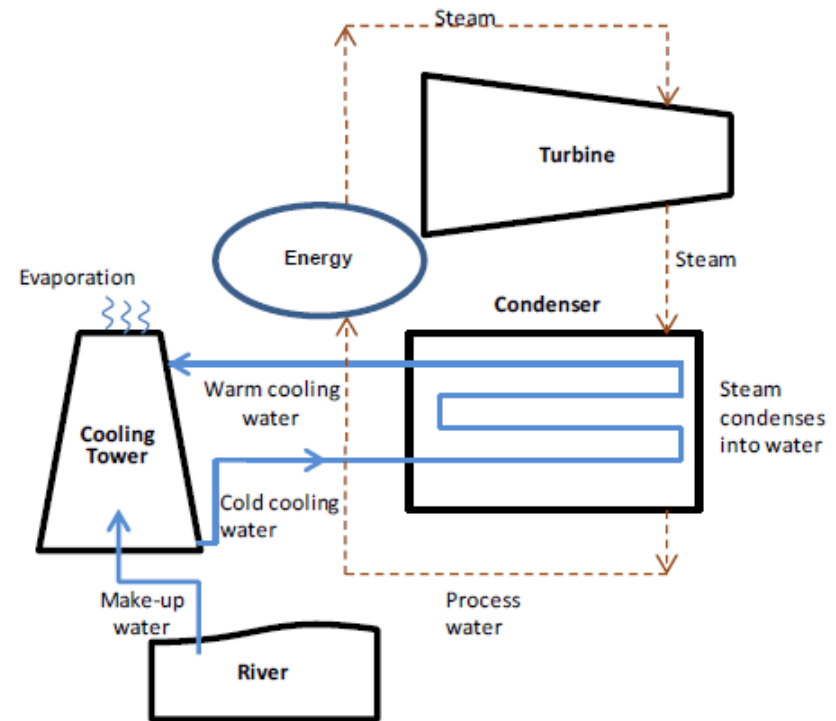 Steam
Turbine
Energy
Steam
Evaporation
Condenser
Warm cooling
water
Steam
condenses
into water
Cooling
Tower
Cold cooling
water
Make-up
water
Process
water
River